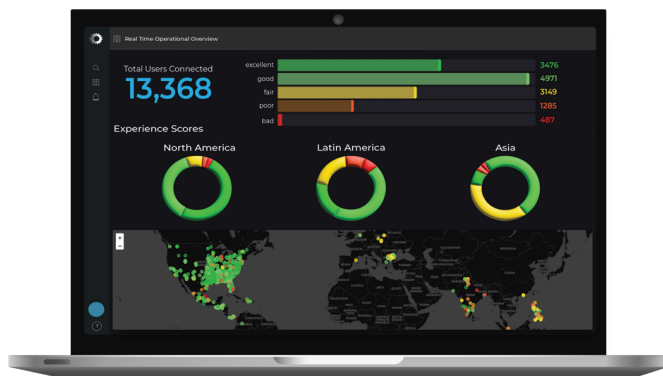 Real Time Operational Overview
Total Users Connected
13,368
excellent 3476
good 4971
fair 3149
poor 1285
bad 487
Experience Scores
North America
Latin America
Asia
+
−
?